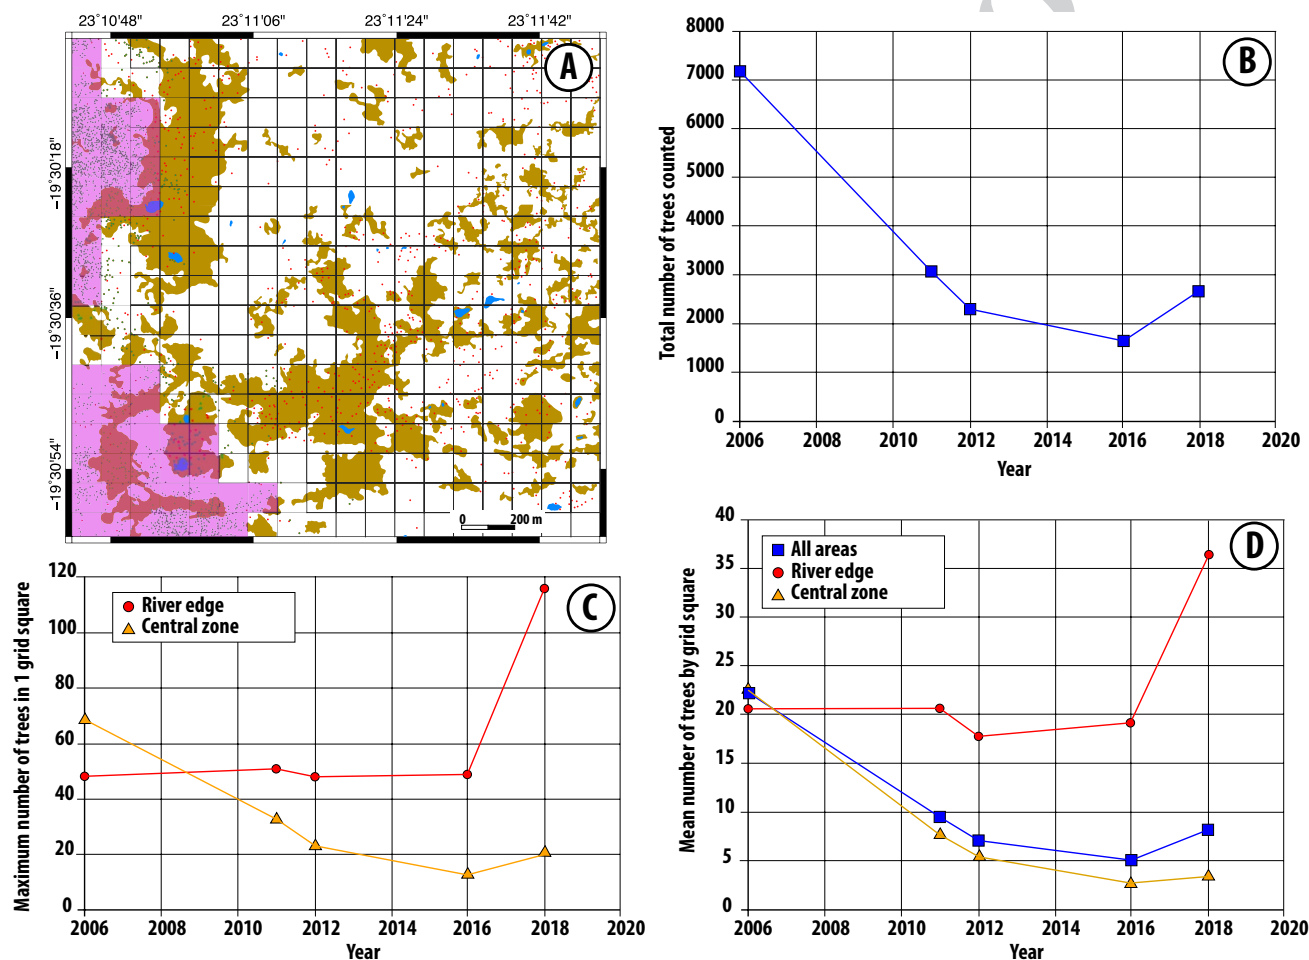 23°10'48" 23°11'06" 23°11'24" 23°11'42"
A
−19°30'18"
−19°30'36"
−19°30'54"
0 200 m
B
8000
7000
6000
5000
4000
3000
2000
1000
0
Total number of trees counted
2006 2008 2010 2012 2014 2016 2018 2020
Year
C
River edge
Central zone
120
100
80
60
40
20
0
Maximum number of trees in 1 grid square
2006 2008 2010 2012 2014 2016 2018 2020
Year
D
All areas
River edge
Central zone
40
35
30
25
20
15
10
5
0
Mean number of trees by grid square
2006 2008 2010 2012 2014 2016 2018 2020
Year